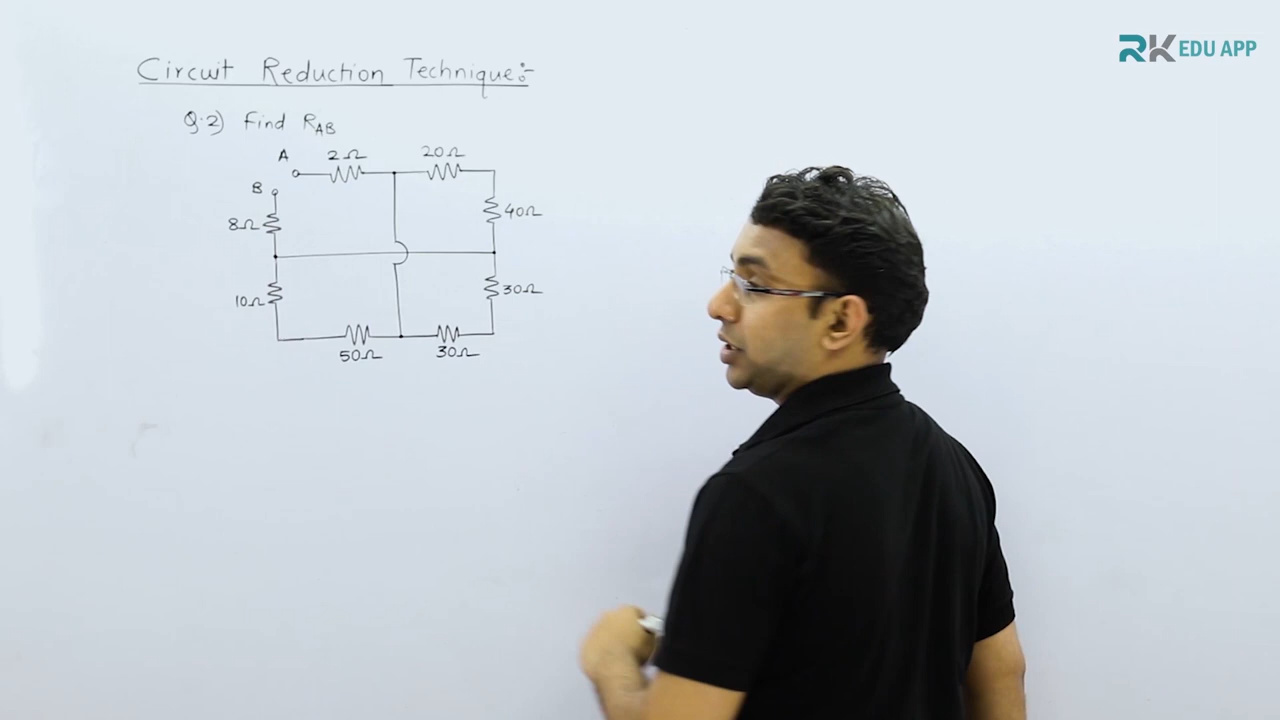 RK EDU APP
Circuit Reduction Technique:-
Q.2) Find RAB
A 2Ω 20Ω
B
8Ω 40Ω
10Ω 30Ω
50Ω 30Ω